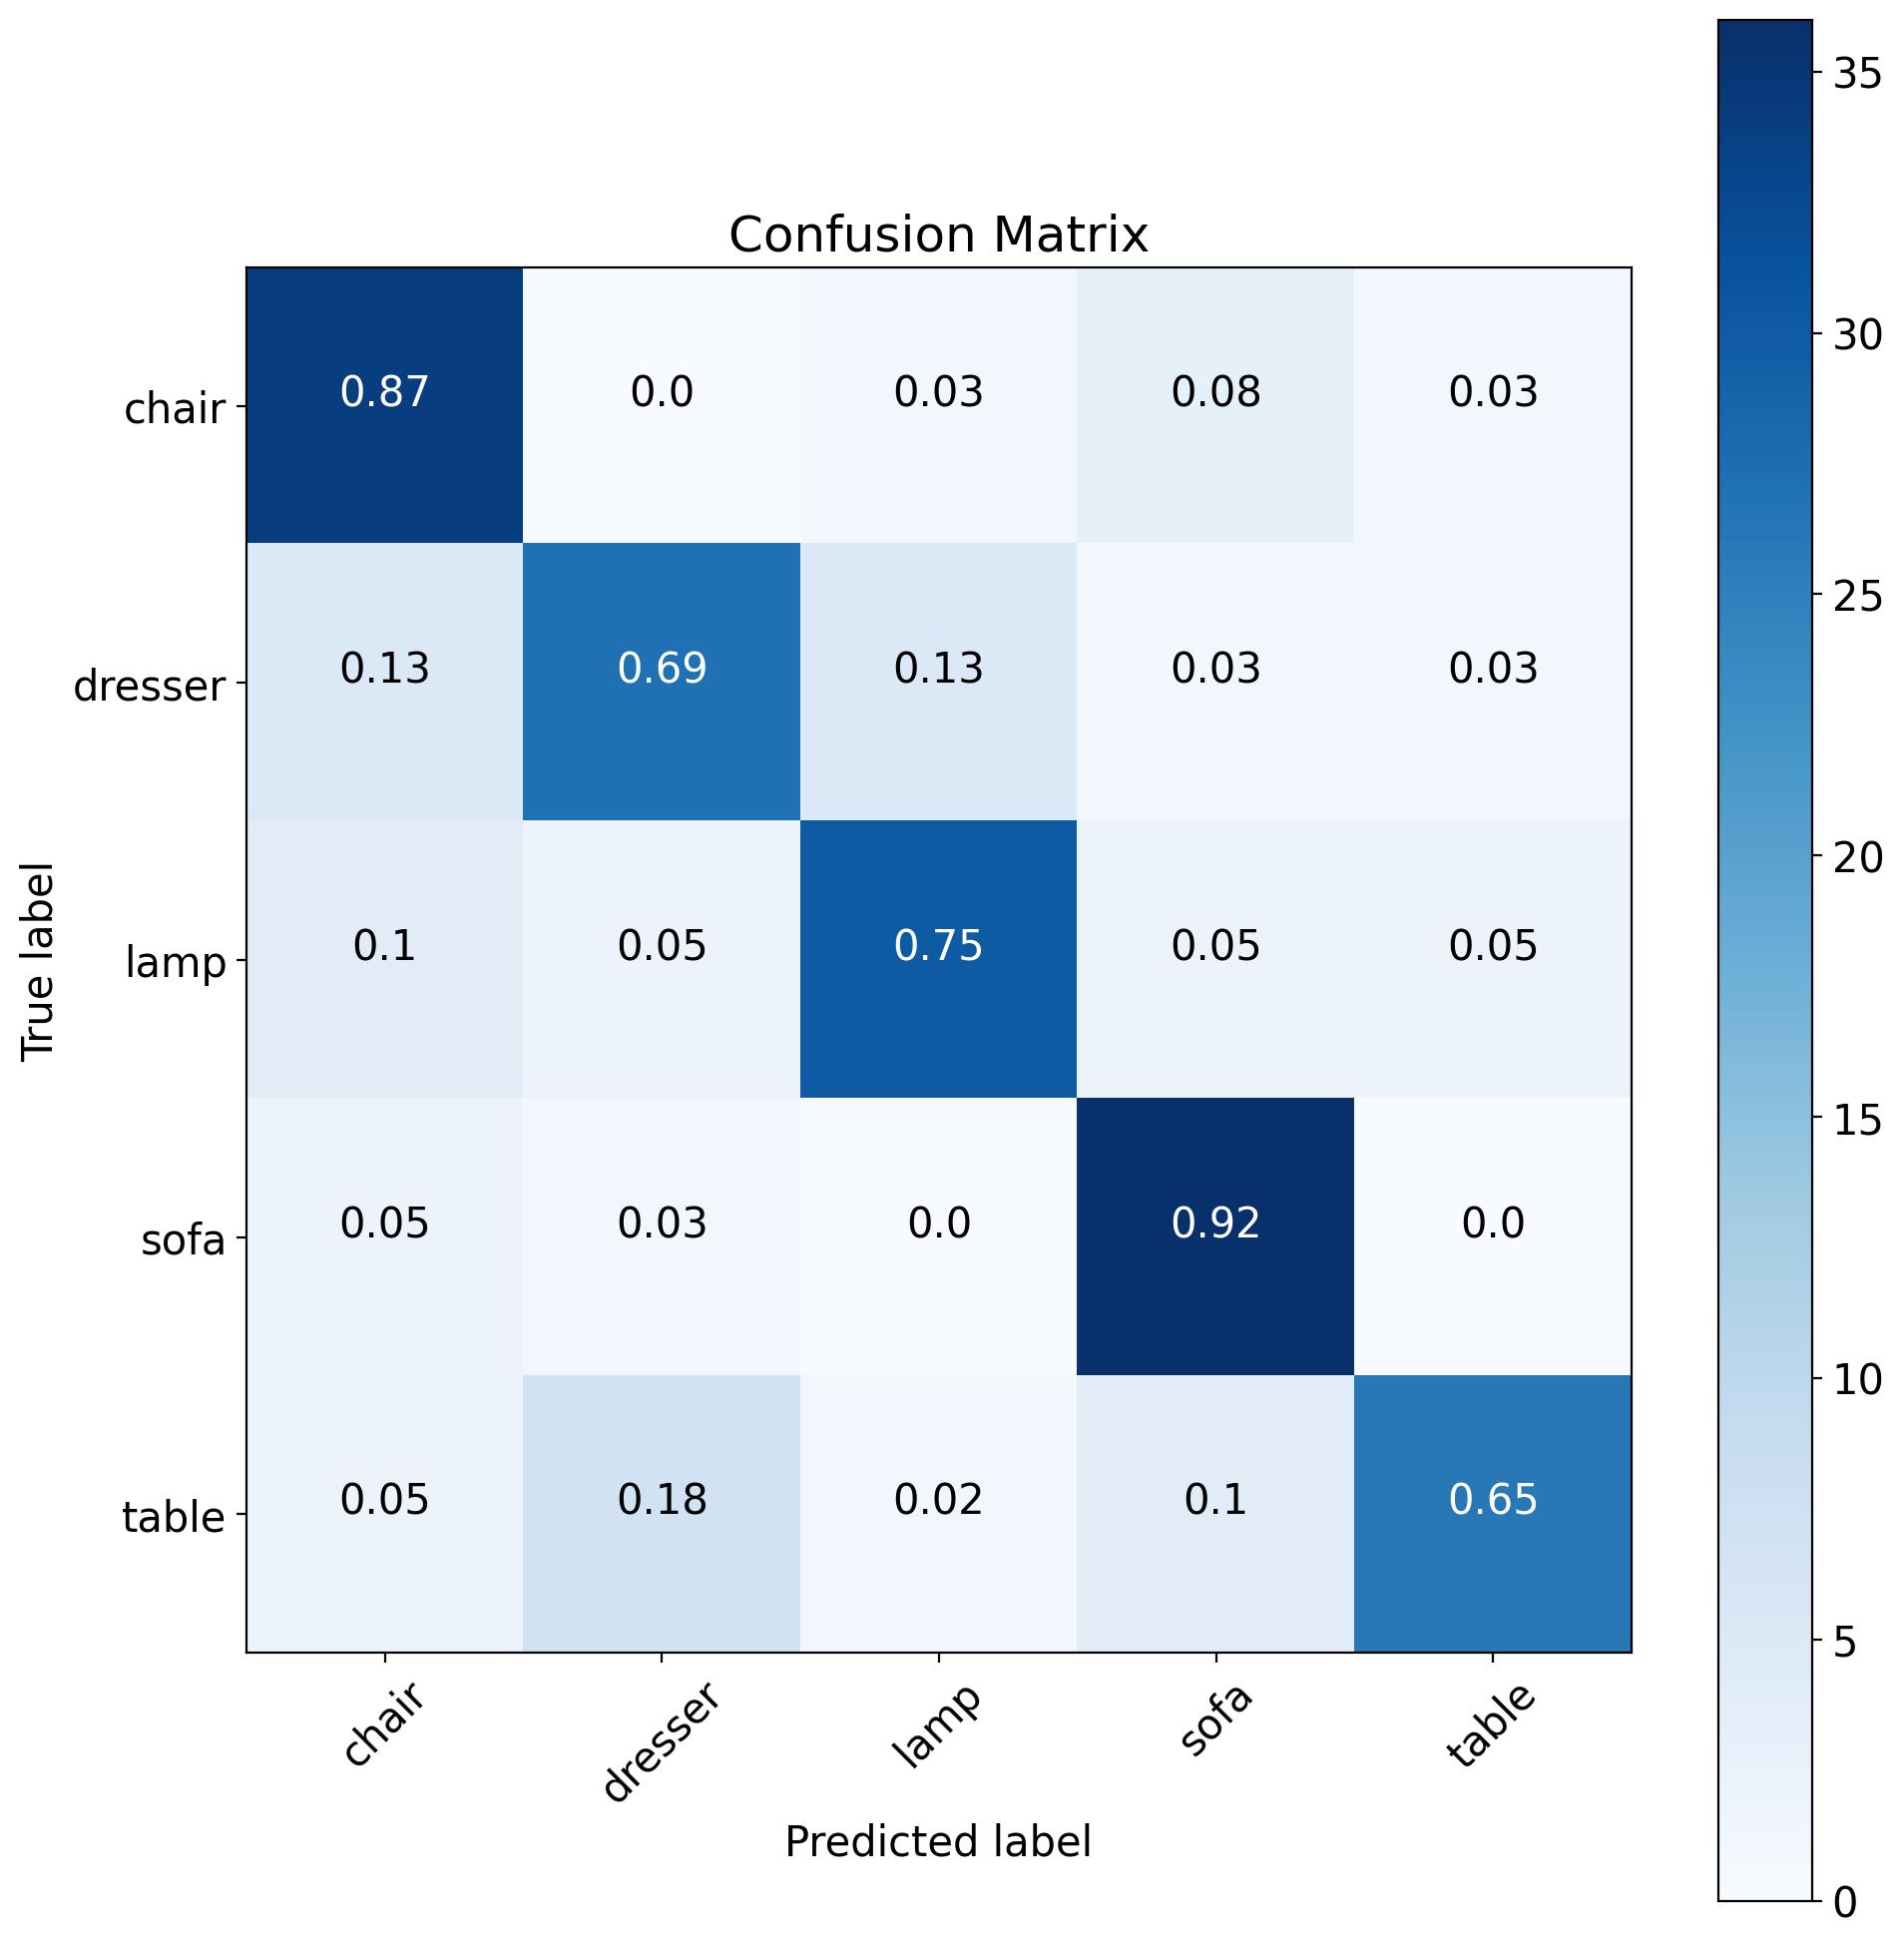 Confusion Matrix
True label
chair 0.87 0.0 0.03 0.08 0.03
dresser 0.13 0.69 0.13 0.03 0.03
lamp 0.1 0.05 0.75 0.05 0.05
sofa 0.05 0.03 0.0 0.92 0.0
table 0.05 0.18 0.02 0.1 0.65
chair dresser lamp sofa table
Predicted label
35
30
25
20
15
10
5
0